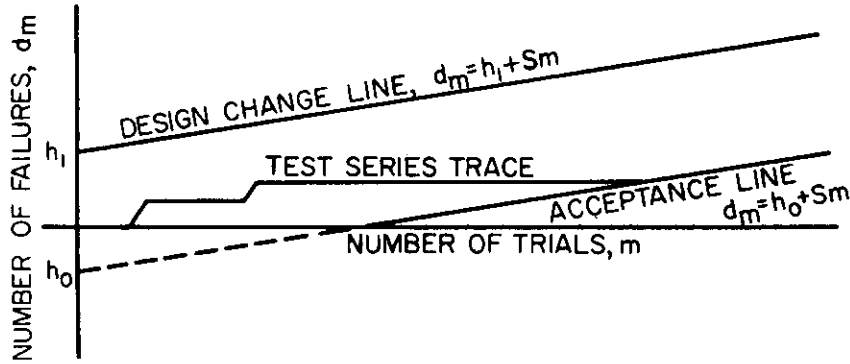 NUMBER OF FAILURES, dm
DESIGN CHANGE LINE, dm=h1+Sm
h1
TEST SERIES TRACE
ACCEPTANCE LINE
dm=h0+Sm
NUMBER OF TRIALS, m
h0